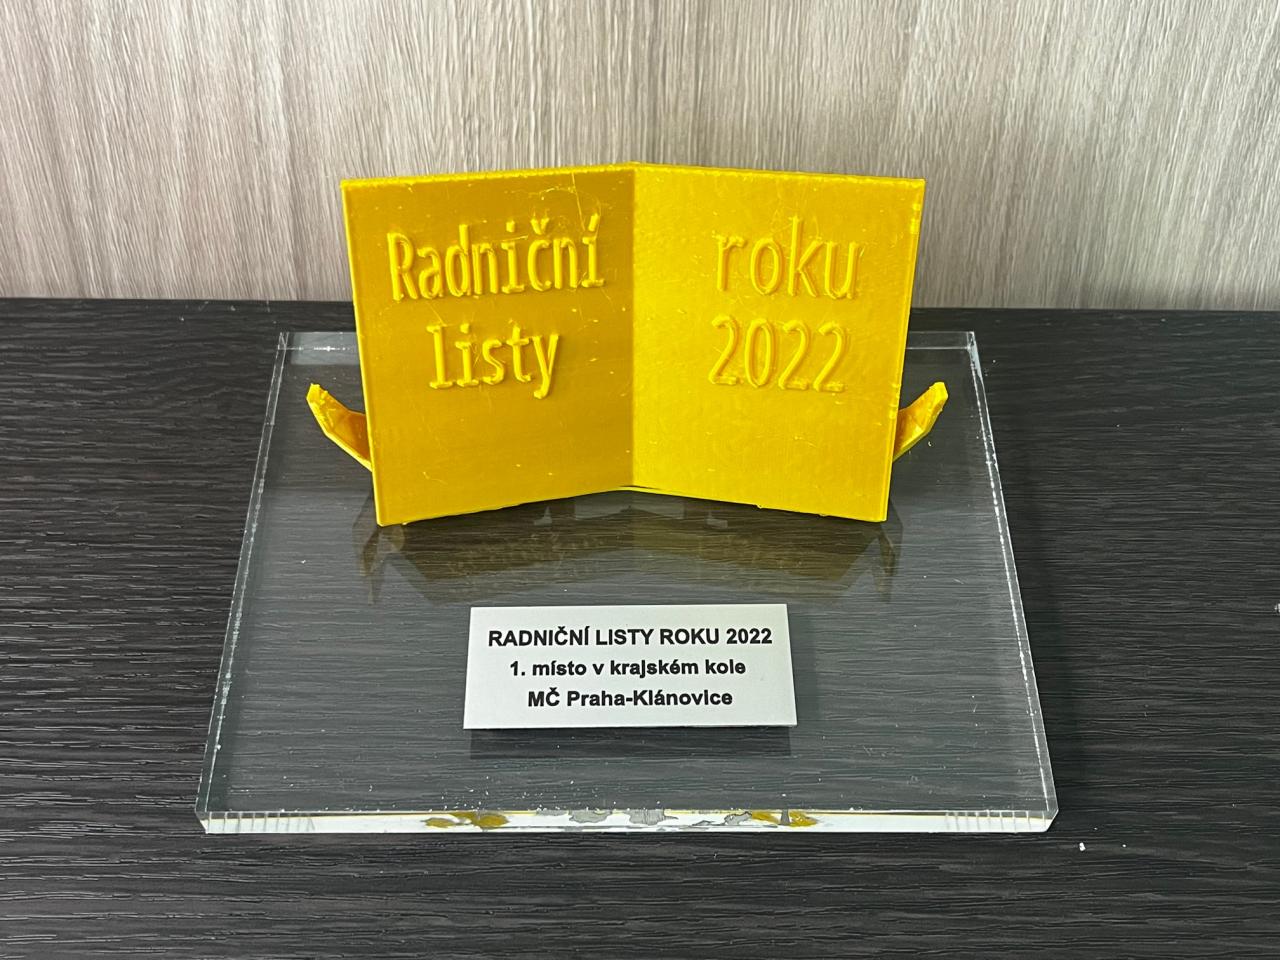 Radniční
listy
roku
2022
RADNIČNÍ LISTY ROKU 2022
1. místo v krajském kole
MČ Praha-Klánovice